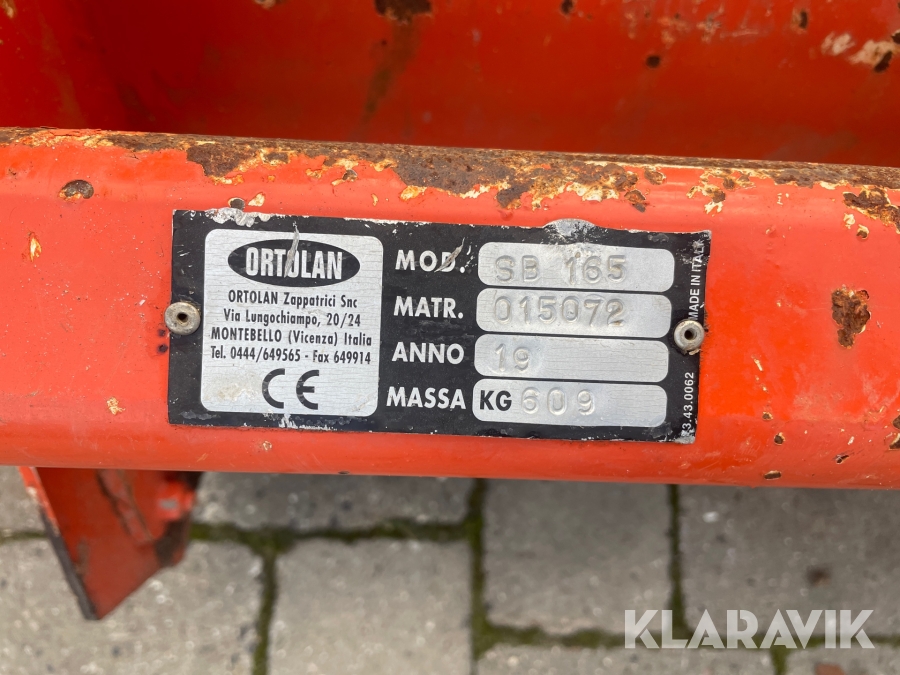 ORTOLAN
ORTOLAN Zappatrici Snc
Via Lungochiampo, 20/24
MONTEBELLO (Vicenza) Italia
Tel. 0444/649565 - Fax 649914
CE
MOD. SB 165
MATR. 015072
ANNO 19
MASSA KG 609
MADE IN ITALY
3.43.0062
KLARAVIK